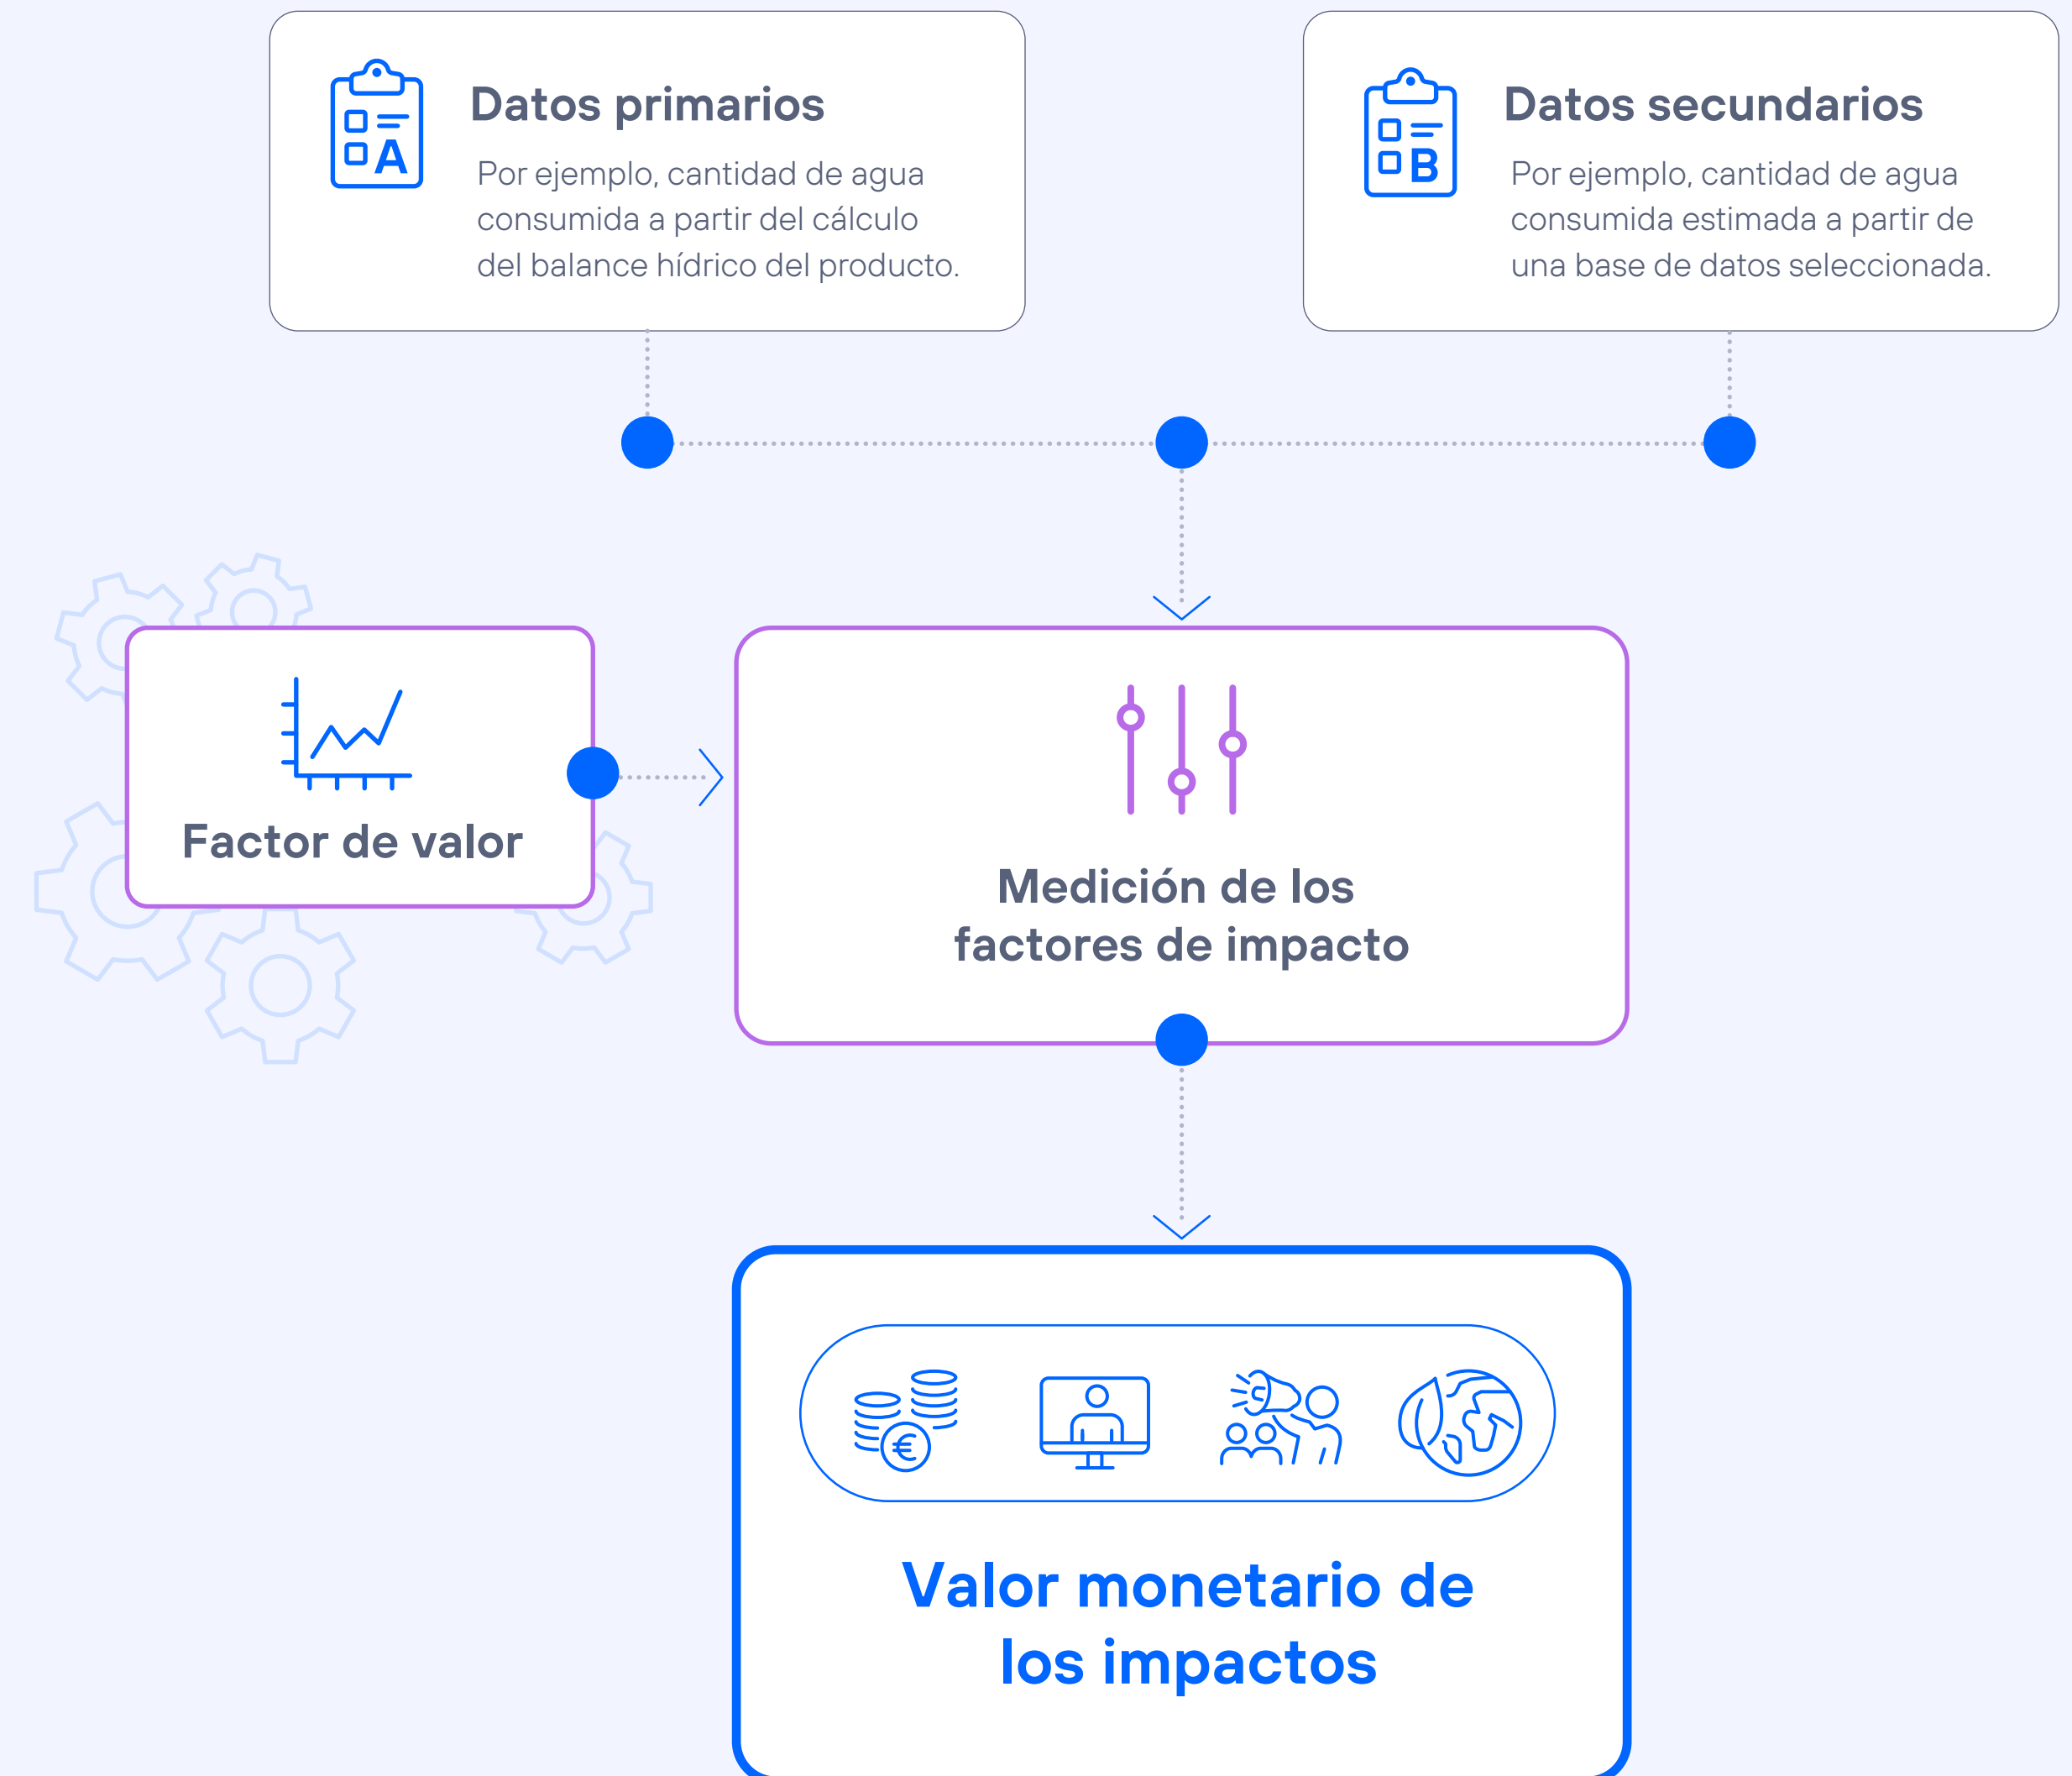 A
Datos primarios
Por ejemplo, cantidad de agua
consumida a partir del cálculo
del balance hídrico del producto.
B
Datos secundarios
Por ejemplo, cantidad de agua
consumida estimada a partir de
una base de datos seleccionada.
Factor de valor
Medición de los
factores de impacto
€
Valor monetario de
los impactos